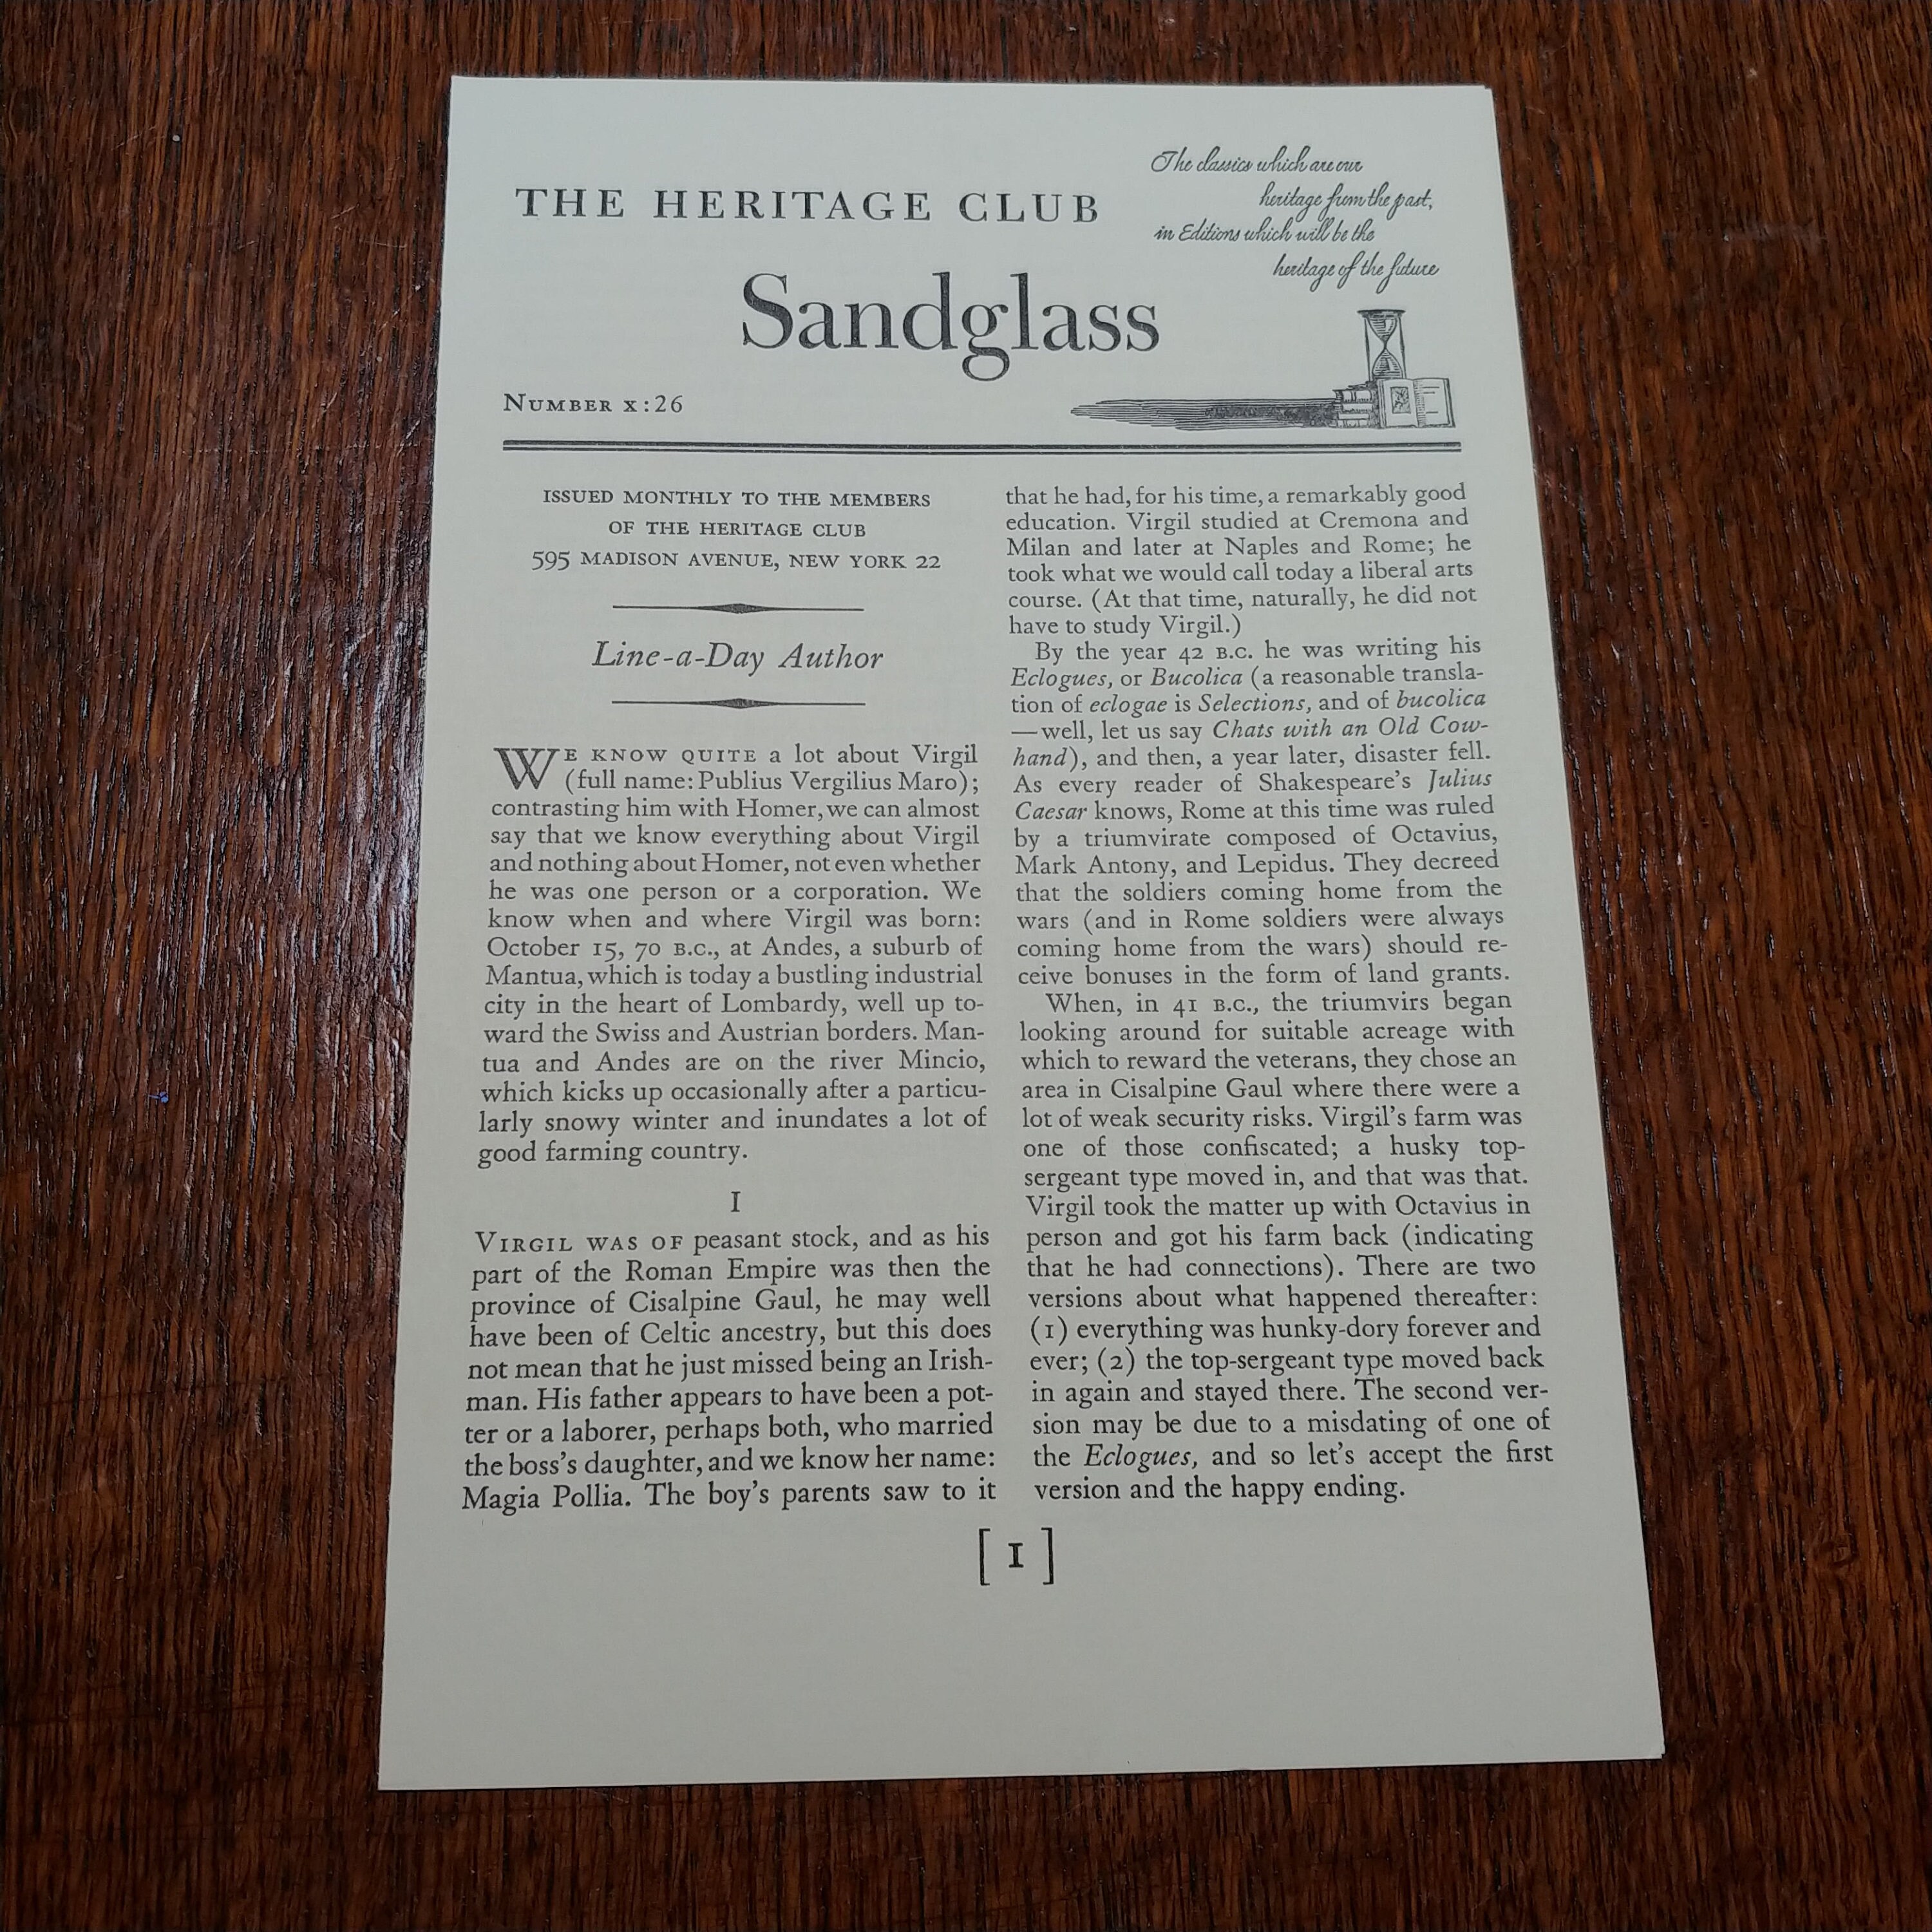 THE HERITAGE CLUB
The classics which are our
heritage from the past,
in Editions which will be the
heritage of the future
Sandglass
NUMBER X:26
ISSUED MONTHLY TO THE MEMBERS
OF THE HERITAGE CLUB
595 MADISON AVENUE, NEW YORK 22
Line-a-Day Author
WE KNOW QUITE a lot about Virgil
(full name: Publius Vergilius Maro);
contrasting him with Homer, we can almost
say that we know everything about Virgil
and nothing about Homer, not even whether
he was one person or a corporation. We
know when and where Virgil was born:
October 15, 70 B.C., at Andes, a suburb of
Mantua, which is today a bustling industrial
city in the heart of Lombardy, well up to-
ward the Swiss and Austrian borders. Man-
tua and Andes are on the river Mincio,
which kicks up occasionally after a particu-
larly snowy winter and inundates a lot of
good farming country.
I
VIRGIL WAS OF peasant stock, and as his
part of the Roman Empire was then the
province of Cisalpine Gaul, he may well
have been of Celtic ancestry, but this does
not mean that he just missed being an Irish-
man. His father appears to have been a pot-
ter or a laborer, perhaps both, who married
the boss's daughter, and we know her name:
Magia Pollia. The boy's parents saw to it
that he had, for his time, a remarkably good
education. Virgil studied at Cremona and
Milan and later at Naples and Rome; he
took what we would call today a liberal arts
course. (At that time, naturally, he did not
have to study Virgil.)
By the year 42 B.C. he was writing his
Eclogues, or Bucolica (a reasonable transla-
tion of eclogae is Selections, and of bucolica
—well, let us say Chats with an Old Cow-
hand), and then, a year later, disaster fell.
As every reader of Shakespeare's Julius
Caesar knows, Rome at this time was ruled
by a triumvirate composed of Octavius,
Mark Antony, and Lepidus. They decreed
that the soldiers coming home from the
wars (and in Rome soldiers were always
coming home from the wars) should re-
ceive bonuses in the form of land grants.
When, in 41 B.C., the triumvirs began
looking around for suitable acreage with
which to reward the veterans, they chose an
area in Cisalpine Gaul where there were a
lot of weak security risks. Virgil's farm was
one of those confiscated; a husky top-
sergeant type moved in, and that was that.
Virgil took the matter up with Octavius in
person and got his farm back (indicating
that he had connections). There are two
versions about what happened thereafter:
(1) everything was hunky-dory forever and
ever; (2) the top-sergeant type moved back
in again and stayed there. The second ver-
sion may be due to a misdating of one of
the Eclogues, and so let's accept the first
version and the happy ending.
[ I ]